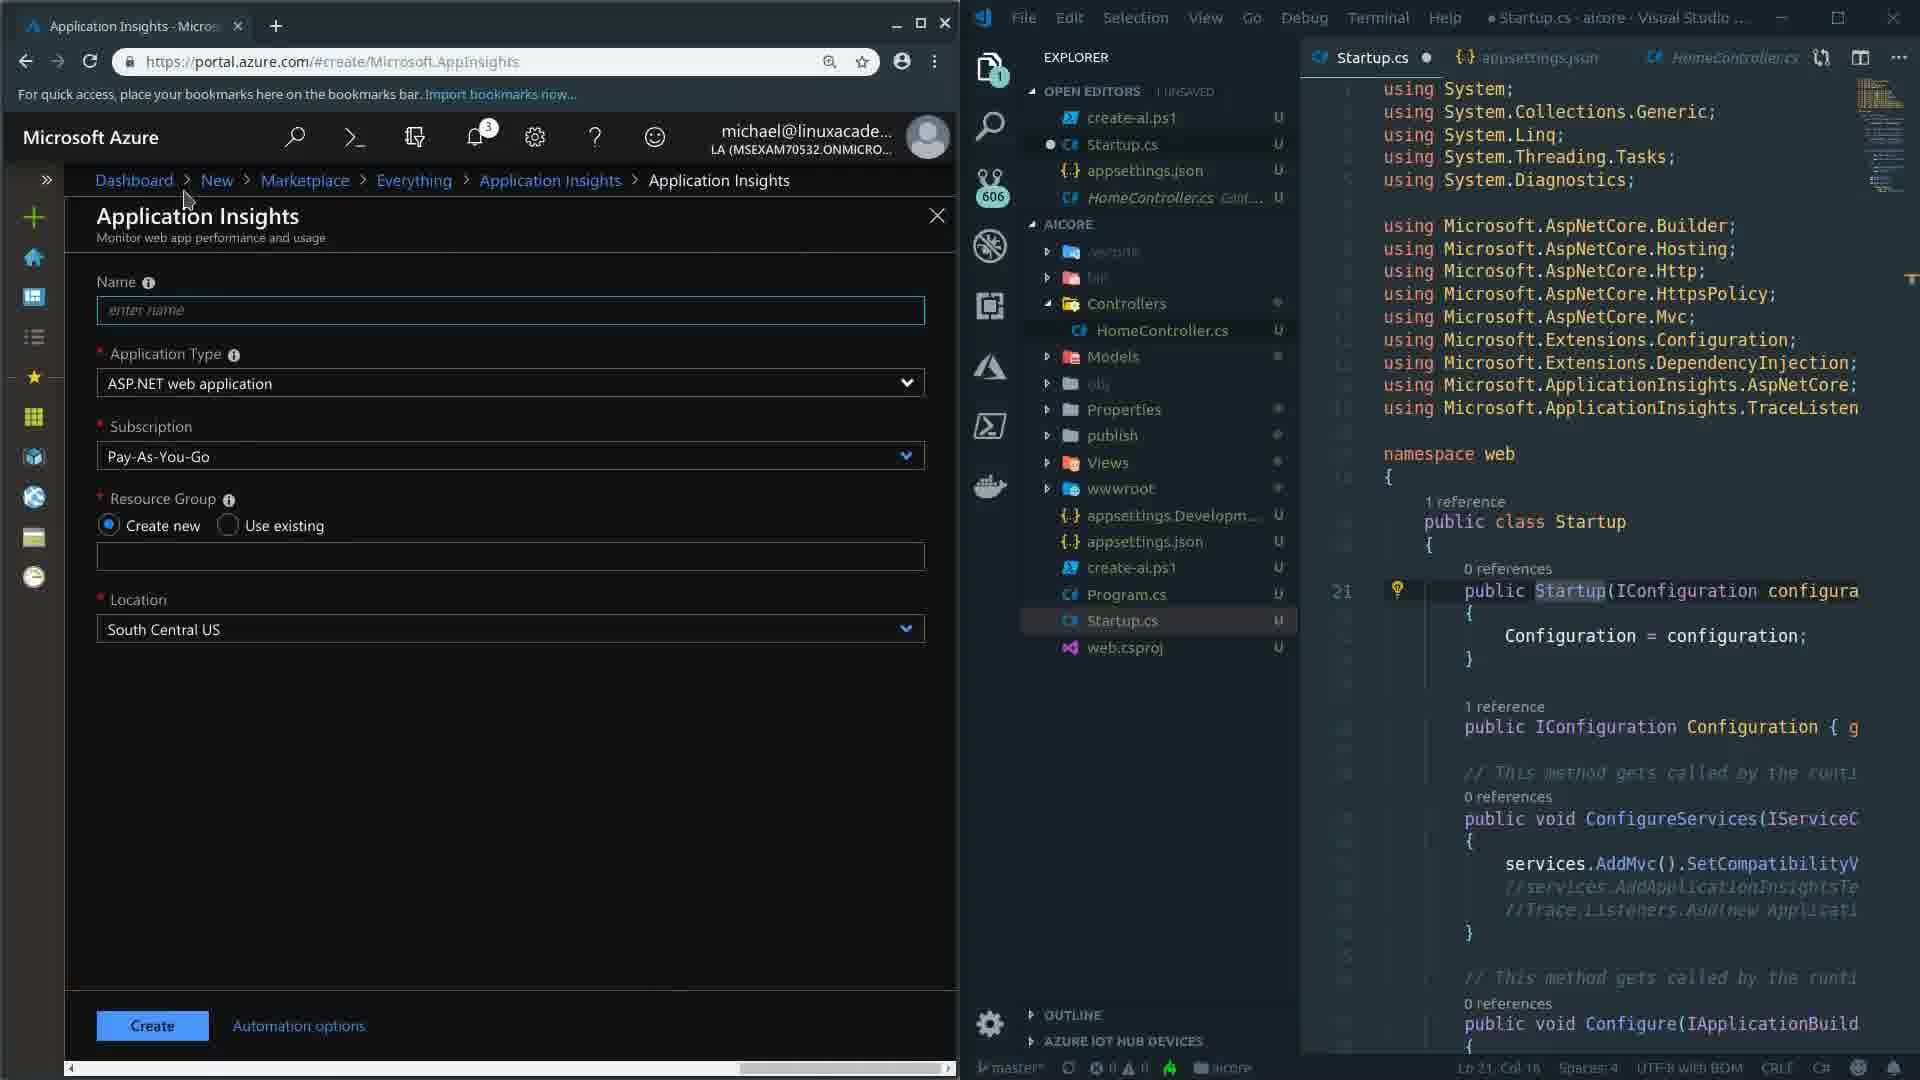 Application Insights - Micros
https://portal.azure.com/#create/Microsoft.AppInsights
For quick access, place your bookmarks here on the bookmarks bar. Import bookmarks now...
Microsoft Azure
3
michael@linuxacade...
LA (MSEXAM70532.ONMICRO...
Dashboard > New > Marketplace > Everything > Application Insights > Application Insights
Application Insights
Monitor web app performance and usage
Name
enter name
* Application Type
ASP.NET web application
* Subscription
Pay-As-You-Go
* Resource Group
Create new Use existing
* Location
South Central US
Create Automation options
File Edit Selection View Go Debug Terminal Help ● Startup.cs - aicore - Visual Studio ...
EXPLORER
1
606
OPEN EDITORS 1 UNSAVED
create-ai.ps1 U
Startup.cs U
appsettings.json U
HomeController.cs Cont... U
AICORE
.vscode
bin
Controllers
HomeController.cs U
Models
obj
Properties
publish
Views
wwwroot
appsettings.Developm... U
appsettings.json U
create-ai.ps1 U
Program.cs U
Startup.cs U
web.csproj U
OUTLINE
AZURE IOT HUB DEVICES
Startup.cs appsettings.json HomeController.cs
using System;
using System.Collections.Generic;
using System.Linq;
using System.Threading.Tasks;
using System.Diagnostics;
using Microsoft.AspNetCore.Builder;
using Microsoft.AspNetCore.Hosting;
using Microsoft.AspNetCore.Http;
using Microsoft.AspNetCore.HttpsPolicy;
using Microsoft.AspNetCore.Mvc;
using Microsoft.Extensions.Configuration;
using Microsoft.Extensions.DependencyInjection;
using Microsoft.ApplicationInsights.AspNetCore;
using Microsoft.ApplicationInsights.TraceListen
namespace web
{
1 reference
public class Startup
{
0 references
21 public Startup(IConfiguration configura
{
Configuration = configuration;
}
1 reference
public IConfiguration Configuration { g
// This method gets called by the runti
0 references
public void ConfigureServices(IServiceC
{
services.AddMvc().SetCompatibilityV
//services.AddApplicationInsightsTe
//Trace.Listeners.Add(new Applicati
}
// This method gets called by the runti
0 references
public void Configure(IApplicationBuild
{
master* 0 0 aicore Ln 21, Col 16 Spaces: 4 UTF-8 with BOM CRLF C#